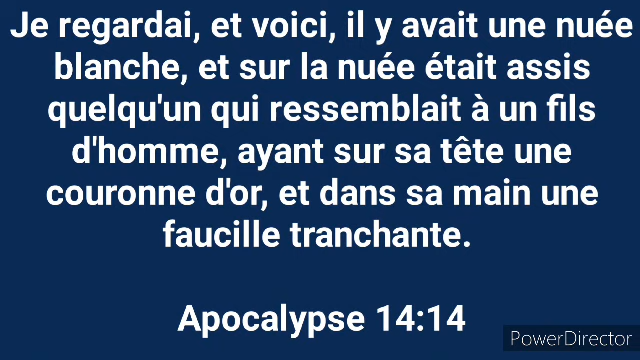 Je regardai, et voici, il y avait une nuée
blanche, et sur la nuée était assis
quelqu'un qui ressemblait à un fils
d'homme, ayant sur sa tête une
couronne d'or, et dans sa main une
faucille tranchante.
Apocalypse 14:14
PowerDirector